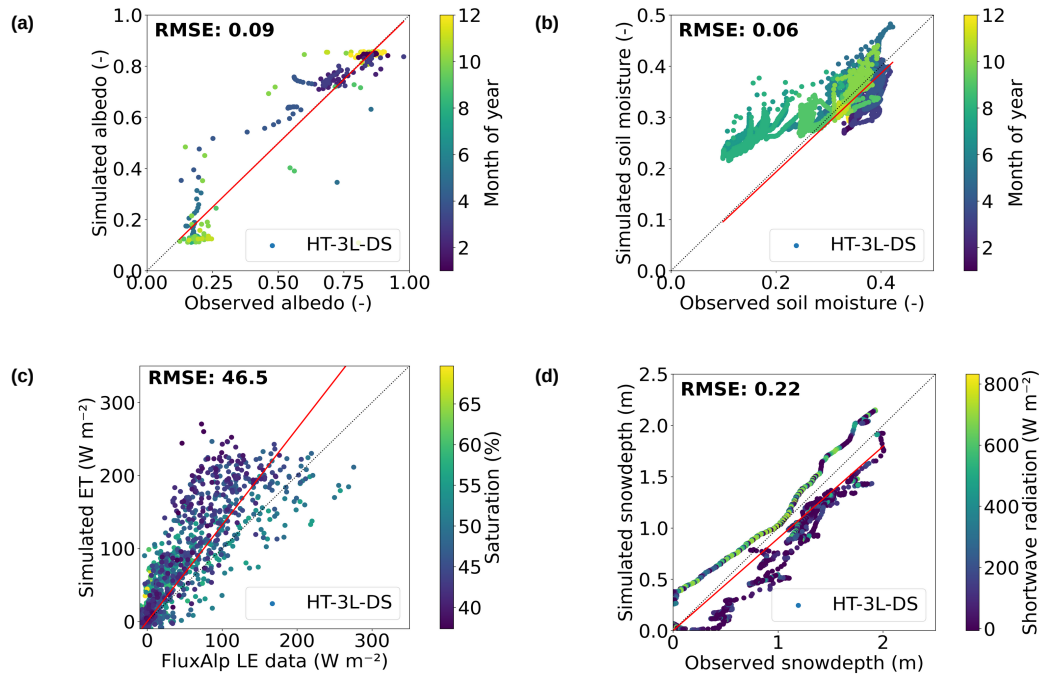 (a)
RMSE: 0.09
Simulated albedo (-)
1.0
0.8
0.6
0.4
0.2
0.0
0.00
0.25
0.50
0.75
1.00
Observed albedo (-)
HT-3L-DS
12
10
8
6
4
2
Month of year
(b)
RMSE: 0.06
Simulated soil moisture (-)
0.5
0.4
0.3
0.2
0.1
0.0
0.0
0.2
0.4
Observed soil moisture (-)
HT-3L-DS
12
10
8
6
4
2
Month of year
(c)
RMSE: 46.5
Simulated ET (W m⁻²)
300
200
100
0
0
100
200
300
FluxAlp LE data (W m⁻²)
HT-3L-DS
65
60
55
50
45
40
Saturation (%)
(d)
RMSE: 0.22
Simulated snowdepth (m)
2.5
2.0
1.5
1.0
0.5
0.0
0
1
2
Observed snowdepth (m)
HT-3L-DS
800
600
400
200
0
Shortwave radiation (W m⁻²)